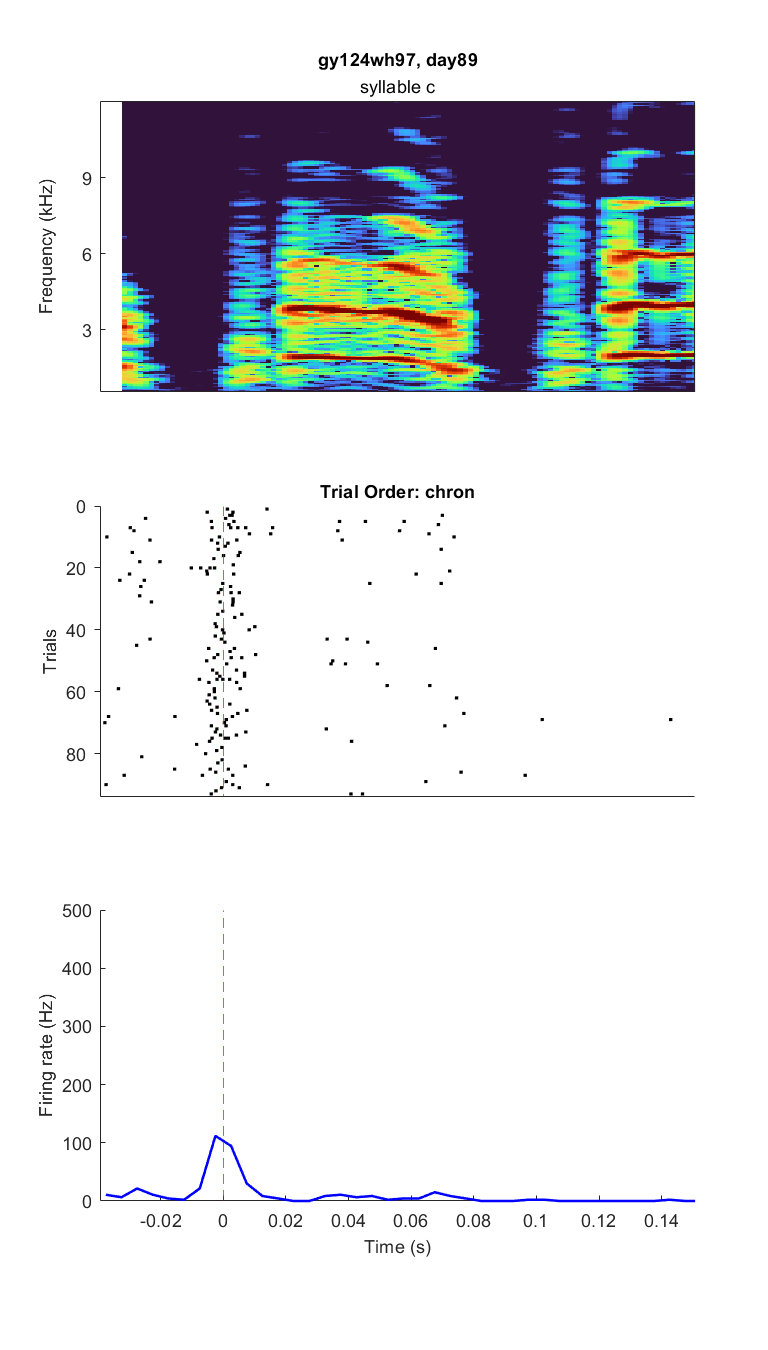 gy124wh97, day89
syllable c
9
6
3
Frequency (kHz)
Trial Order: chron
0
20
40
60
80
Trials
500
400
300
200
100
0
Firing rate (Hz)
-0.02 0 0.02 0.04 0.06 0.08 0.1 0.12 0.14
Time (s)